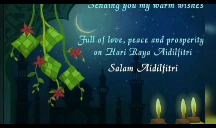 Sending you my warm wishes
Full of love, peace and prosperity
on Hari Raya Aidilfitri
Salam Aidilfitri